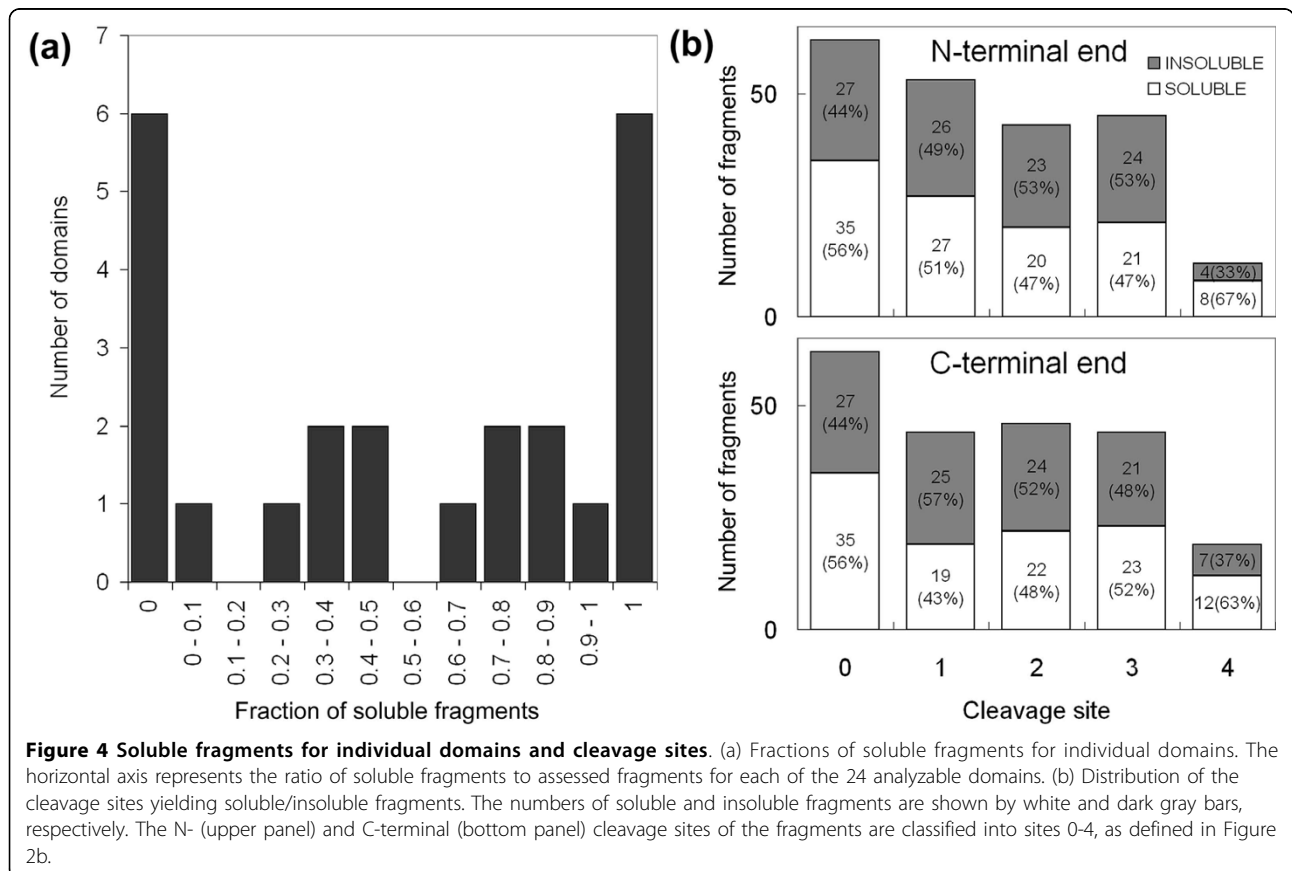 (a)
Number of domains
7
6
5
4
3
2
1
0
0
0 - 0.1
0.1 - 0.2
0.2 - 0.3
0.3 - 0.4
0.4 - 0.5
0.5 - 0.6
0.6 - 0.7
0.7 - 0.8
0.8 - 0.9
0.9 - 1
1
Fraction of soluble fragments
(b)
N-terminal end
INSOLUBLE
SOLUBLE
Number of fragments
50
0
27
(44%)
35
(56%)
26
(49%)
27
(51%)
23
(53%)
20
(47%)
24
(53%)
21
(47%)
4(33%)
8(67%)
C-terminal end
Number of fragments
50
0
27
(44%)
35
(56%)
25
(57%)
19
(43%)
24
(52%)
22
(48%)
21
(48%)
23
(52%)
7(37%)
12(63%)
0
1
2
3
4
Cleavage site
Figure 4 Soluble fragments for individual domains and cleavage sites. (a) Fractions of soluble fragments for individual domains. The
horizontal axis represents the ratio of soluble fragments to assessed fragments for each of the 24 analyzable domains. (b) Distribution of the
cleavage sites yielding soluble/insoluble fragments. The numbers of soluble and insoluble fragments are shown by white and dark gray bars,
respectively. The N- (upper panel) and C-terminal (bottom panel) cleavage sites of the fragments are classified into sites 0-4, as defined in Figure
2b.